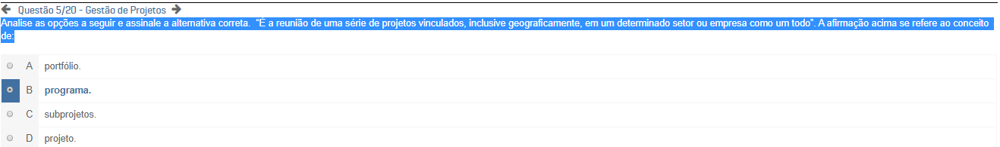 Questão 5/20 - Gestão de Projetos
Analise as opções a seguir e assinale a alternativa correta. “É a reunião de uma série de projetos vinculados, inclusive geograficamente, em um determinado setor ou empresa como um todo”. A afirmação acima se refere ao conceito
de:
A portfólio.
B programa.
C subprojetos.
D projeto.